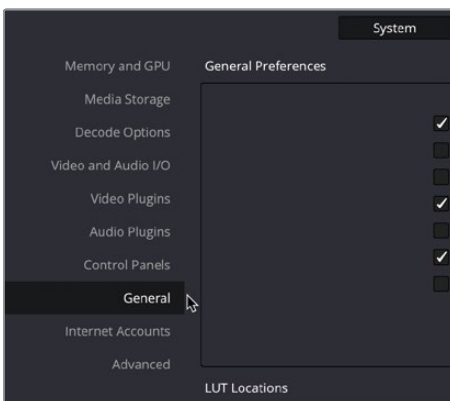 System
Memory and GPU
General Preferences
Media Storage
Decode Options
Video and Audio I/O
Video Plugins
Audio Plugins
Control Panels
General
Internet Accounts
Advanced
LUT Locations